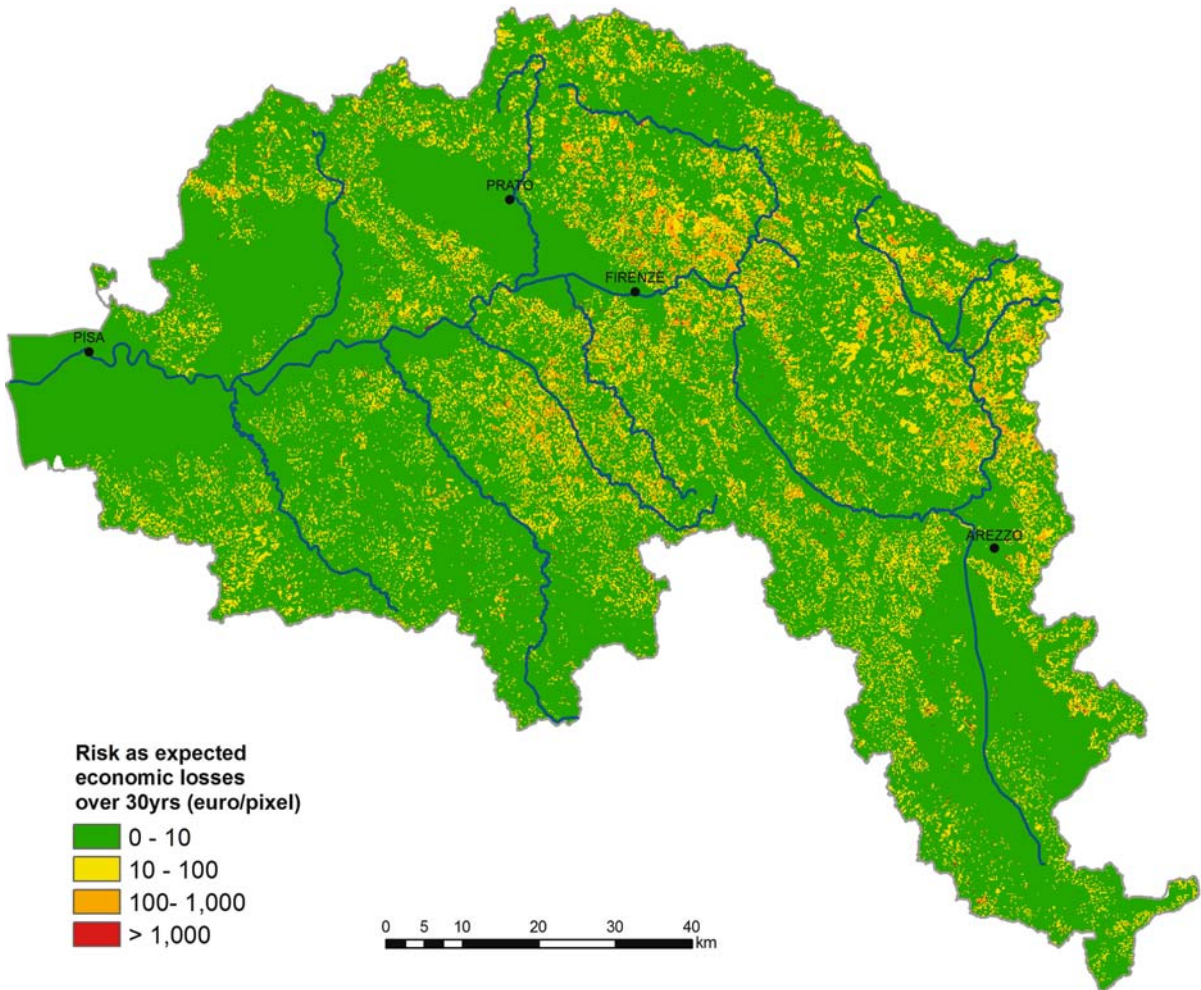 PRATO
FIRENZE
PISA
AREZZO
Risk as expected
economic losses
over 30yrs (euro/pixel)
0 - 10
10 - 100
100- 1,000
> 1,000
0 5 10 20 30 40
km